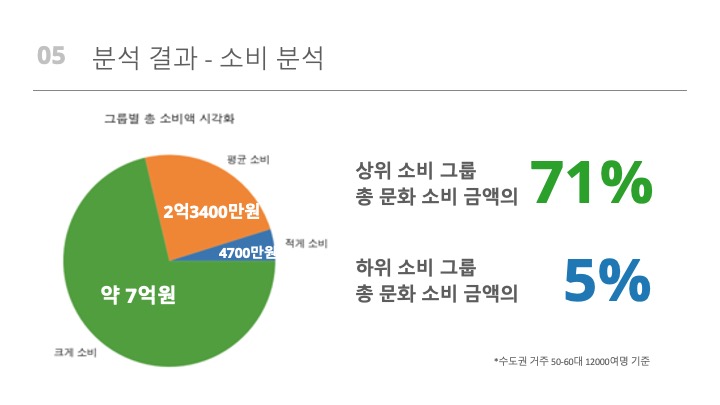 05 분석 결과 - 소비 분석
그룹별 총 소비액 시각화
평균 소비
2억3400만원
적게 소비
4700만원
약 7억원
크게 소비
상위 소비 그룹
총 문화 소비 금액의 71%
하위 소비 그룹
총 문화 소비 금액의 5%
*수도권 거주 50-60대 12000여명 기준